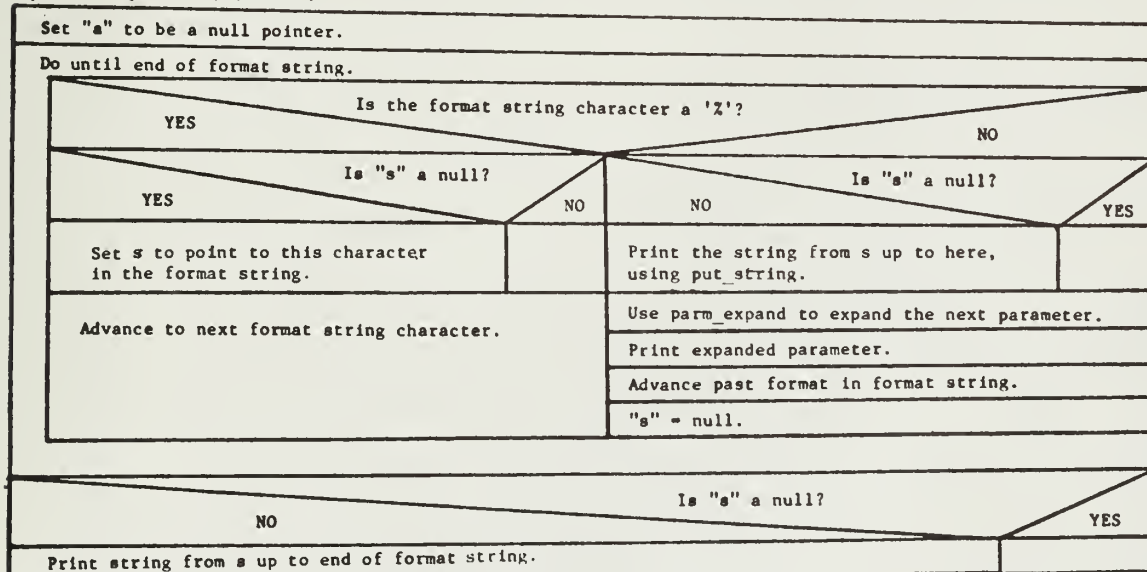 Set "a" to be a null pointer.
Do until end of format string.
Is the format string character a '%'?
YES
NO
Is "s" a null?
Is "s" a null?
YES
NO
NO
YES
Set s to point to this character
in the format string.
Print the string from s up to here,
using put_string.
Advance to next format string character.
Use parm_expand to expand the next parameter.
Print expanded parameter.
Advance past format in format string.
"s" = null.
Is "s" a null?
NO
YES
Print string from s up to end of format string.